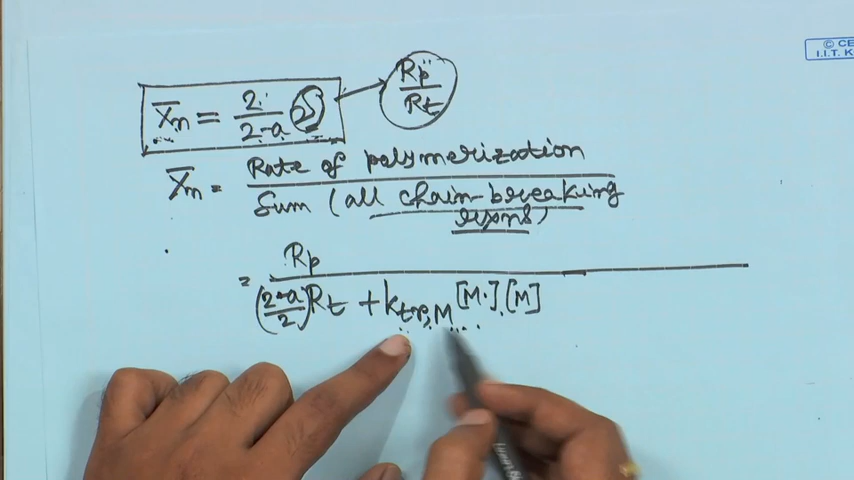 © CE
I.I.T. K
X̄n = 2/(2-a) ν → Rp/Rt
X̄n = Rate of polymerization
Sum (all chain-breaking
rxns)
= Rp
((2-a)/2) Rt + ktr,M [M·][M]